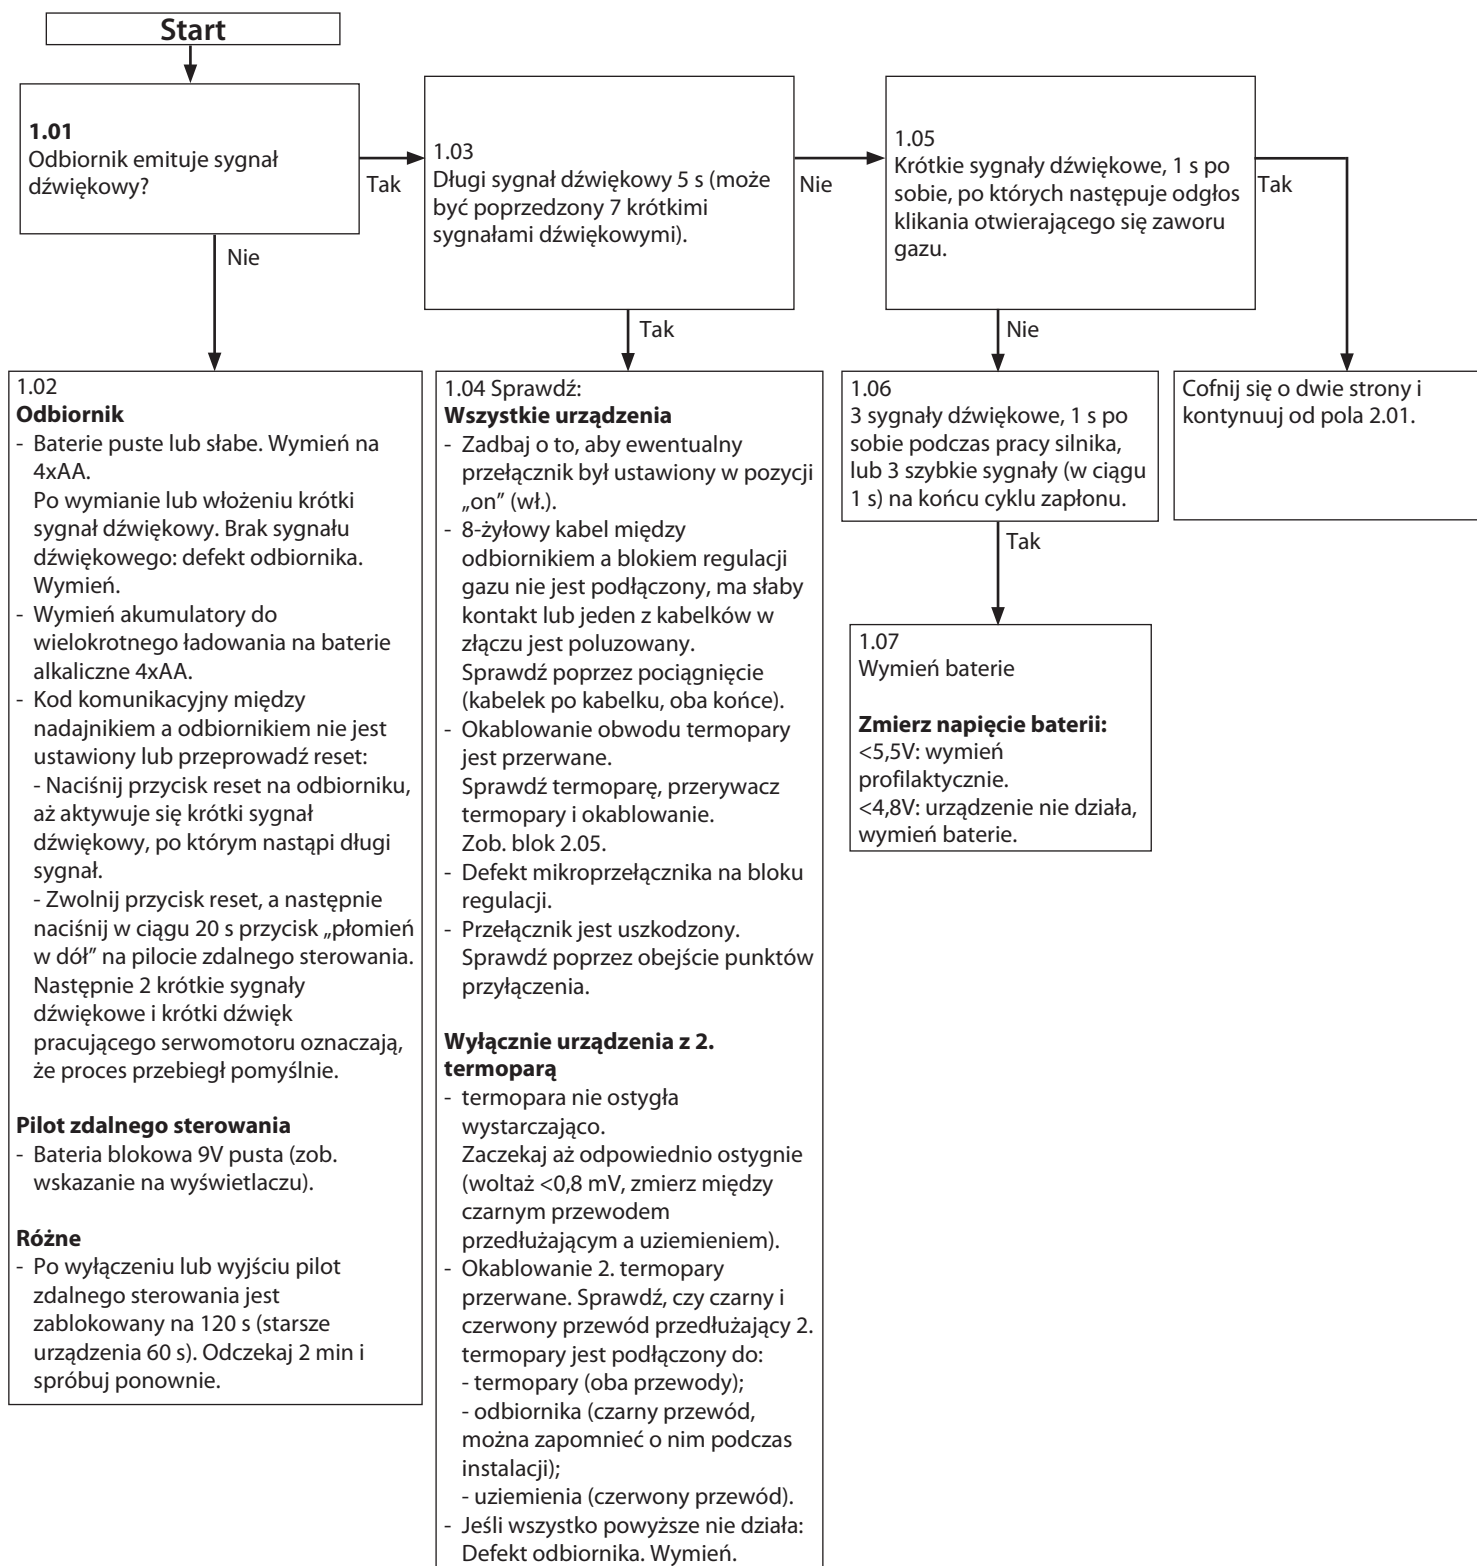 Start
1.01
Odbiornik emituje sygnał
dźwiękowy?
Tak
Nie
1.03
Długi sygnał dźwiękowy 5 s (może
być poprzedzony 7 krótkimi
sygnałami dźwiękowymi).
Nie
Tak
1.05
Krótkie sygnały dźwiękowe, 1 s po
sobie, po których następuje odgłos
klikania otwierającego się zaworu
gazu.
Tak
Nie
1.02
Odbiornik
- Baterie puste lub słabe. Wymień na
4xAA.
Po wymianie lub włożeniu krótki
sygnał dźwiękowy. Brak sygnału
dźwiękowego: defekt odbiornika.
Wymień.
- Wymień akumulatory do
wielokrotnego ładowania na baterie
alkaliczne 4xAA.
- Kod komunikacyjny między
nadajnikiem a odbiornikiem nie jest
ustawiony lub przeprowadź reset:
- Naciśnij przycisk reset na odbiorniku,
aż aktywuje się krótki sygnał
dźwiękowy, po którym nastąpi długi
sygnał.
- Zwolnij przycisk reset, a następnie
naciśnij w ciągu 20 s przycisk „płomień
w dół” na pilocie zdalnego sterowania.
Następnie 2 krótkie sygnały
dźwiękowe i krótki dźwięk
pracującego serwomotoru oznaczają,
że proces przebiegł pomyślnie.
Pilot zdalnego sterowania
- Bateria blokowa 9V pusta (zob.
wskazanie na wyświetlaczu).
Różne
- Po wyłączeniu lub wyjściu pilot
zdalnego sterowania jest
zablokowany na 120 s (starsze
urządzenia 60 s). Odczekaj 2 min i
spróbuj ponownie.
1.04 Sprawdź:
Wszystkie urządzenia
- Zadbaj o to, aby ewentualny
przełącznik był ustawiony w pozycji
„on” (wł.).
- 8-żyłowy kabel między
odbiornikiem a blokiem regulacji
gazu nie jest podłączony, ma słaby
kontakt lub jeden z kabelków w
złączu jest poluzowany.
Sprawdź poprzez pociągnięcie
(kabelek po kabelku, oba końce).
- Okablowanie obwodu termopary
jest przerwane.
Sprawdź termoparę, przerywacz
termopary i okablowanie.
Zob. blok 2.05.
- Defekt mikroprzełącznika na bloku
regulacji.
- Przełącznik jest uszkodzony.
Sprawdź poprzez obejście punktów
przyłączenia.
Wyłącznie urządzenia z 2.
termoparą
- termopara nie ostygła
wystarczająco.
Zaczekaj aż odpowiednio ostygnie
(woltaż <0,8 mV, zmierz między
czarnym przewodem
przedłużającym a uziemieniem).
- Okablowanie 2. termopary
przerwane. Sprawdź, czy czarny i
czerwony przewód przedłużający 2.
termopary jest podłączony do:
- termopary (oba przewody);
- odbiornika (czarny przewód,
można zapomnieć o nim podczas
instalacji);
- uziemienia (czerwony przewód).
- Jeśli wszystko powyższe nie działa:
Defekt odbiornika. Wymień.
1.06
3 sygnały dźwiękowe, 1 s po
sobie podczas pracy silnika,
lub 3 szybkie sygnały (w ciągu
1 s) na końcu cyklu zapłonu.
Tak
1.07
Wymień baterie
Zmierz napięcie baterii:
<5,5V: wymień
profilaktycznie.
<4,8V: urządzenie nie działa,
wymień baterie.
Cofnij się o dwie strony i
kontynuuj od pola 2.01.